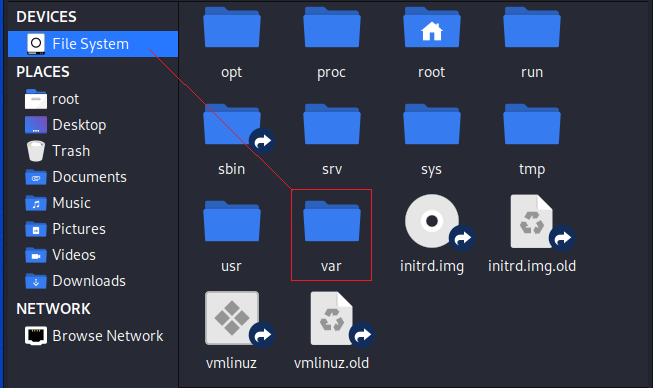 DEVICES
File System
PLACES
root
Desktop
Trash
Documents
Music
Pictures
Videos
Downloads
NETWORK
Browse Network
opt proc root run
sbin srv sys tmp
usr var initrd.img initrd.img.old
vmlinuz vmlinuz.old